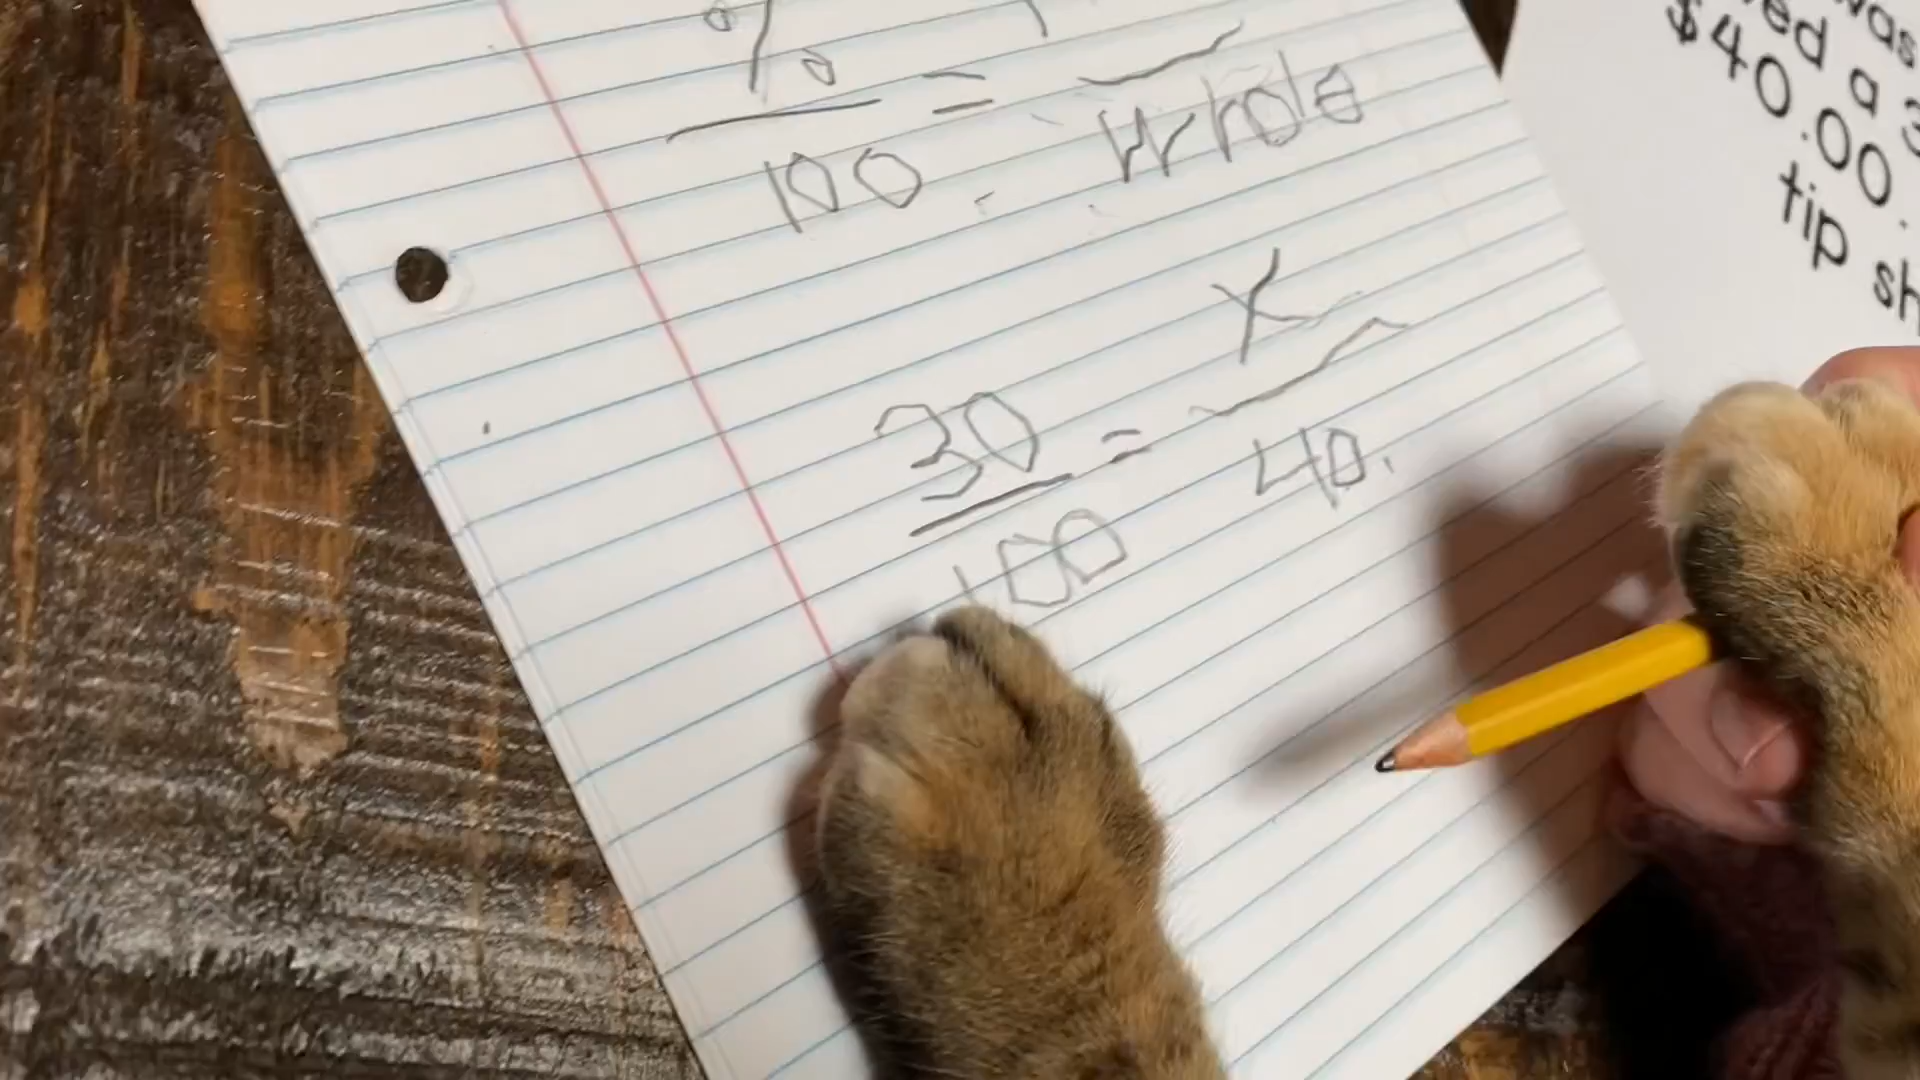 %
100 = whole
30/100 = x/40.
was
ed a 3
$40.00.
tip sh